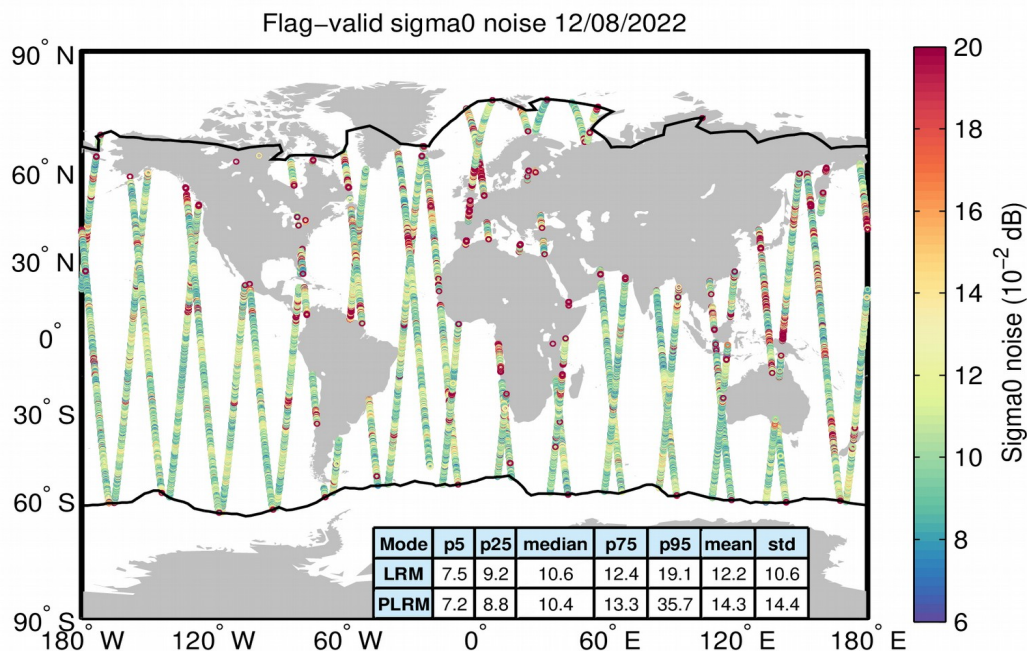 Flag−valid sigma0 noise 12/08/2022
90° N
60° N
30° N
0°
30° S
60° S
90° S
180° W 120° W 60° W 0° 60° E 120° E 180° E
Mode p5 p25 median p75 p95 mean std
LRM 7.5 9.2 10.6 12.4 19.1 12.2 10.6
PLRM 7.2 8.8 10.4 13.3 35.7 14.3 14.4
20
18
16
14
12
10
8
6
Sigma0 noise (10⁻² dB)